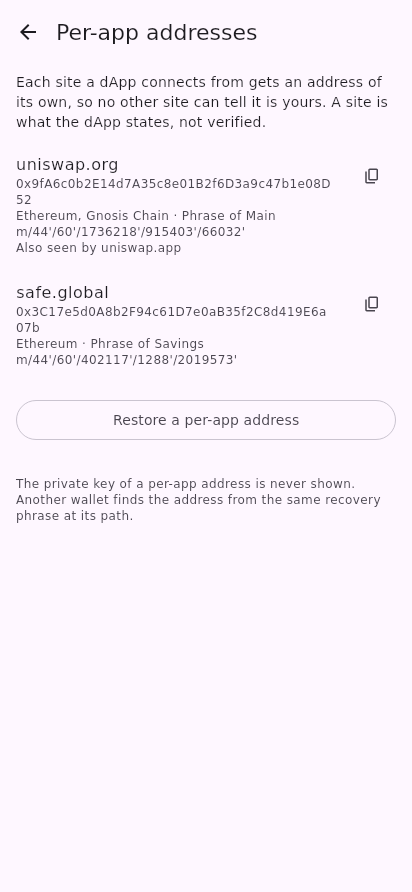 Per-app addresses
Each site a dApp connects from gets an address of
its own, so no other site can tell it is yours. A site is
what the dApp states, not verified.
uniswap.org
0x9fA6c0b2E14d7A35c8e01B2f6D3a9c47b1e08D
52
Ethereum, Gnosis Chain · Phrase of Main
m/44'/60'/1736218'/915403'/66032'
Also seen by uniswap.app
safe.global
0x3C17e5d0A8b2F94c61D7e0aB35f2C8d419E6a
07b
Ethereum · Phrase of Savings
m/44'/60'/402117'/1288'/2019573'
Restore a per-app address
The private key of a per-app address is never shown.
Another wallet finds the address from the same recovery
phrase at its path.